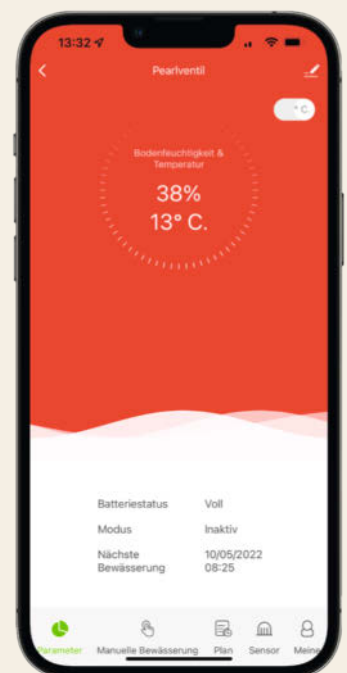 13:32
Pearlventil
° C
Bodenfeuchtigkeit &
Temperatur
38%
13° C.
Batteriestatus Voll
Modus Inaktiv
Nächste 10/05/2022
Bewässerung 08:25
Parameter Manuelle Bewässerung Plan Sensor Meine